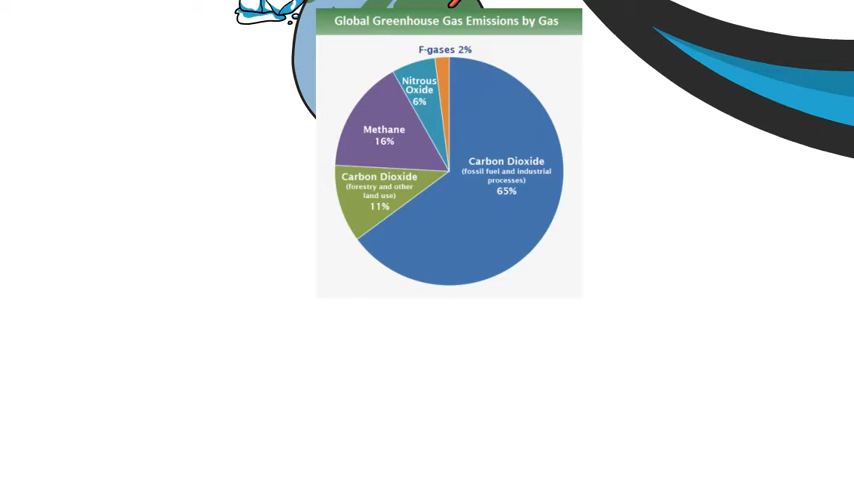 Global Greenhouse Gas Emissions by Gas
F-gases 2%
Nitrous
Oxide
6%
Methane
16%
Carbon Dioxide
(fossil fuel and industrial
processes)
65%
Carbon Dioxide
(forestry and other
land use)
11%